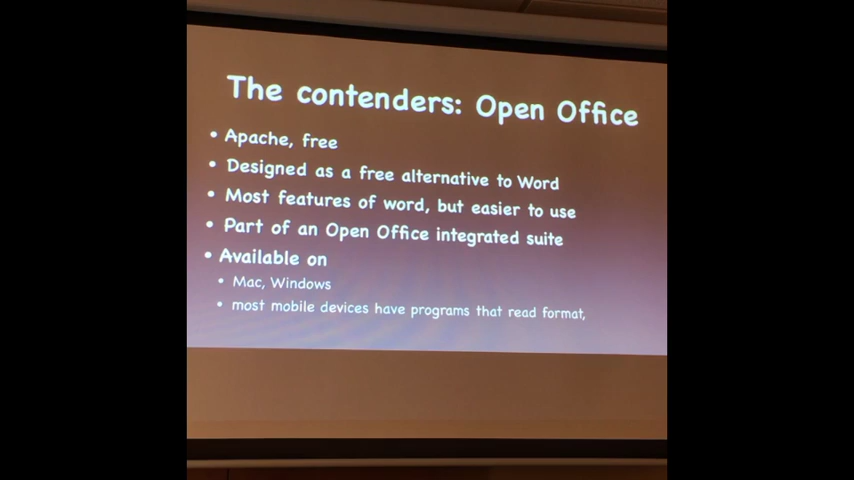 The contenders: Open Office
• Apache, free
• Designed as a free alternative to Word
• Most features of word, but easier to use
• Part of an Open Office integrated suite
• Available on
• Mac, Windows
• most mobile devices have programs that read format,